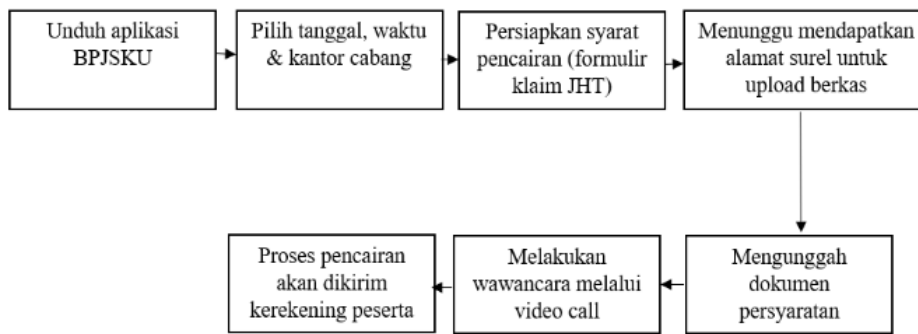 Unduh aplikasi
BPJSKU
Pilih tanggal, waktu
& kantor cabang
Persiapkan syarat
pencairan (formulir
klaim JHT)
Menunggu mendapatkan
alamat surel untuk
upload berkas
Mengunggah
dokumen
persyaratan
Melakukan
wawancara melalui
video call
Proses pencairan
akan dikirim
kerekening peserta